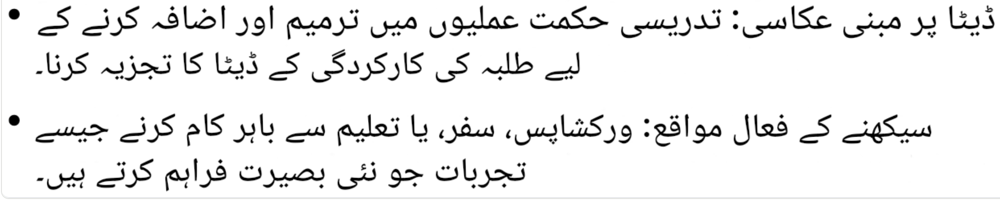 • ڈیٹا پر مبنی عکاسی: تدریسی حکمت عملیوں میں ترمیم اور اضافہ کرنے کے
لیے طلبہ کی کارکردگی کے ڈیٹا کا تجزیہ کرنا۔
• سیکھنے کے فعال مواقع: ورکشاپس، سفر، یا تعلیم سے باہر کام کرنے جیسے
تجربات جو نئی بصیرت فراہم کرتے ہیں۔